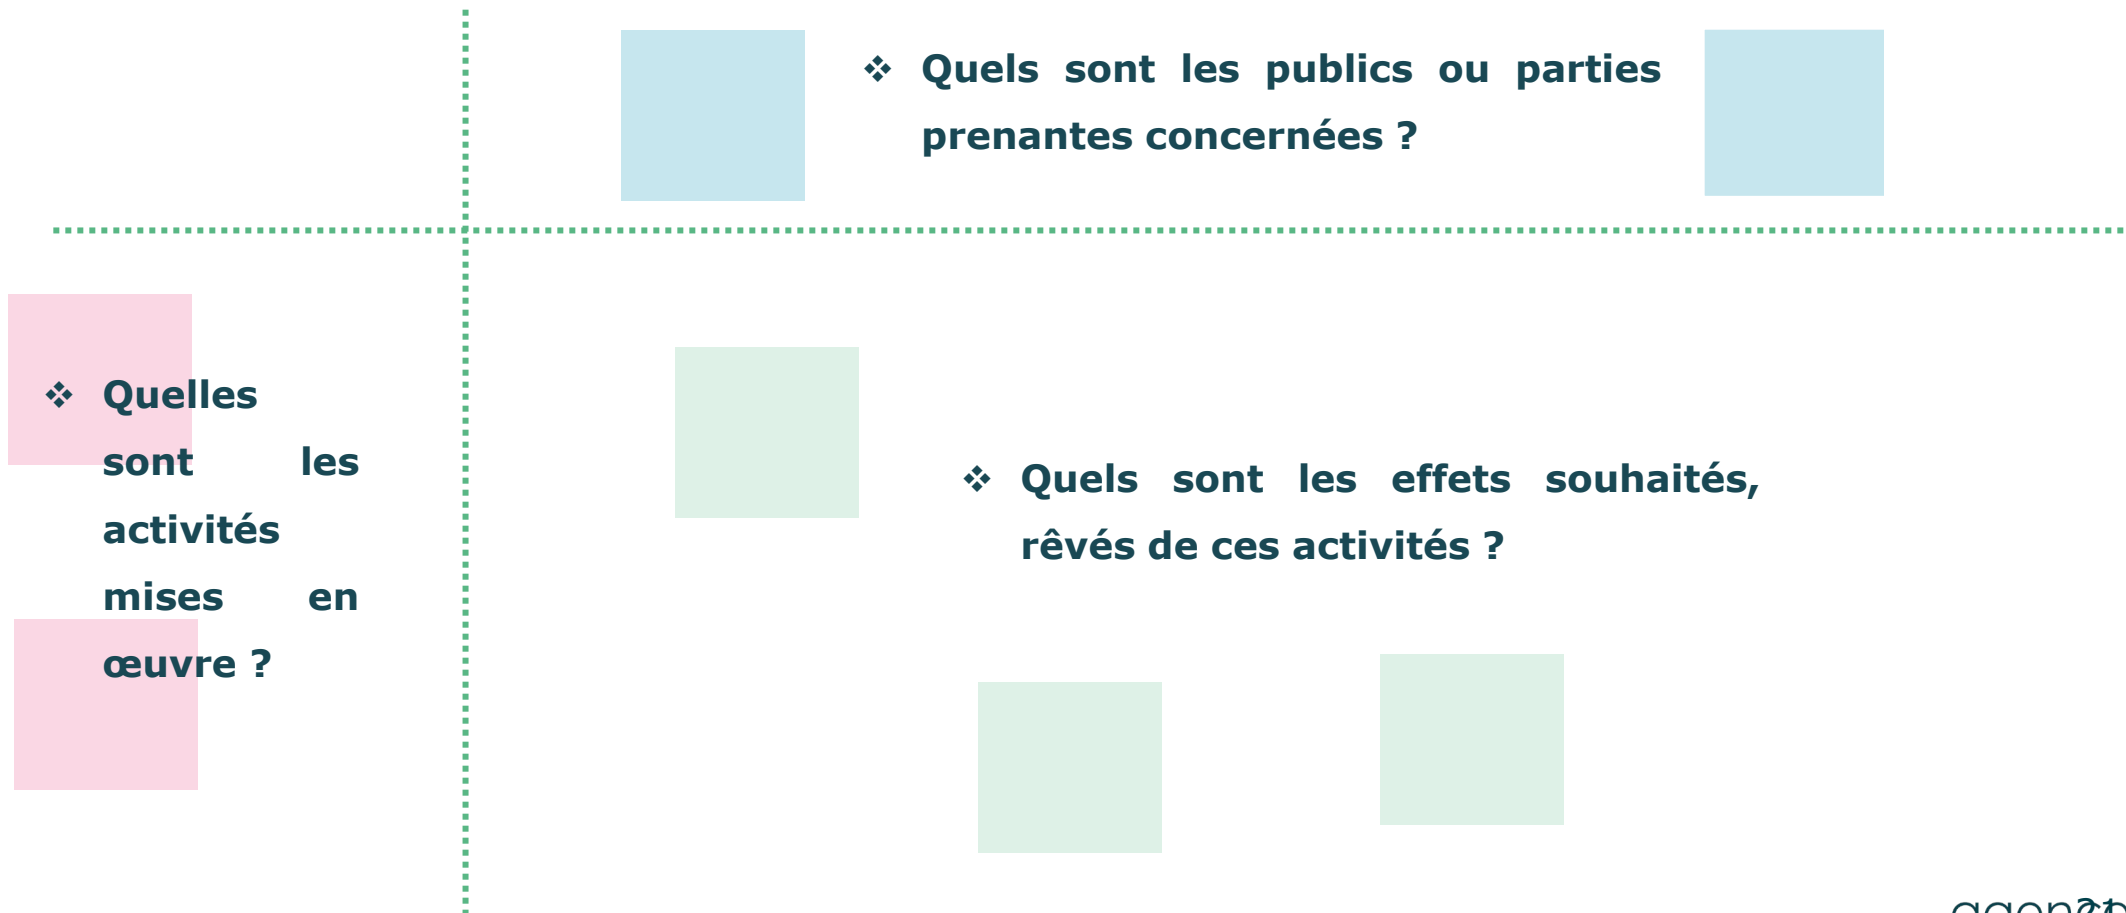 ❖ Quels sont les publics ou parties
prenantes concernées ?
❖ Quelles
sont les
activités
mises en
œuvre ?
❖ Quels sont les effets souhaités,
rêvés de ces activités ?